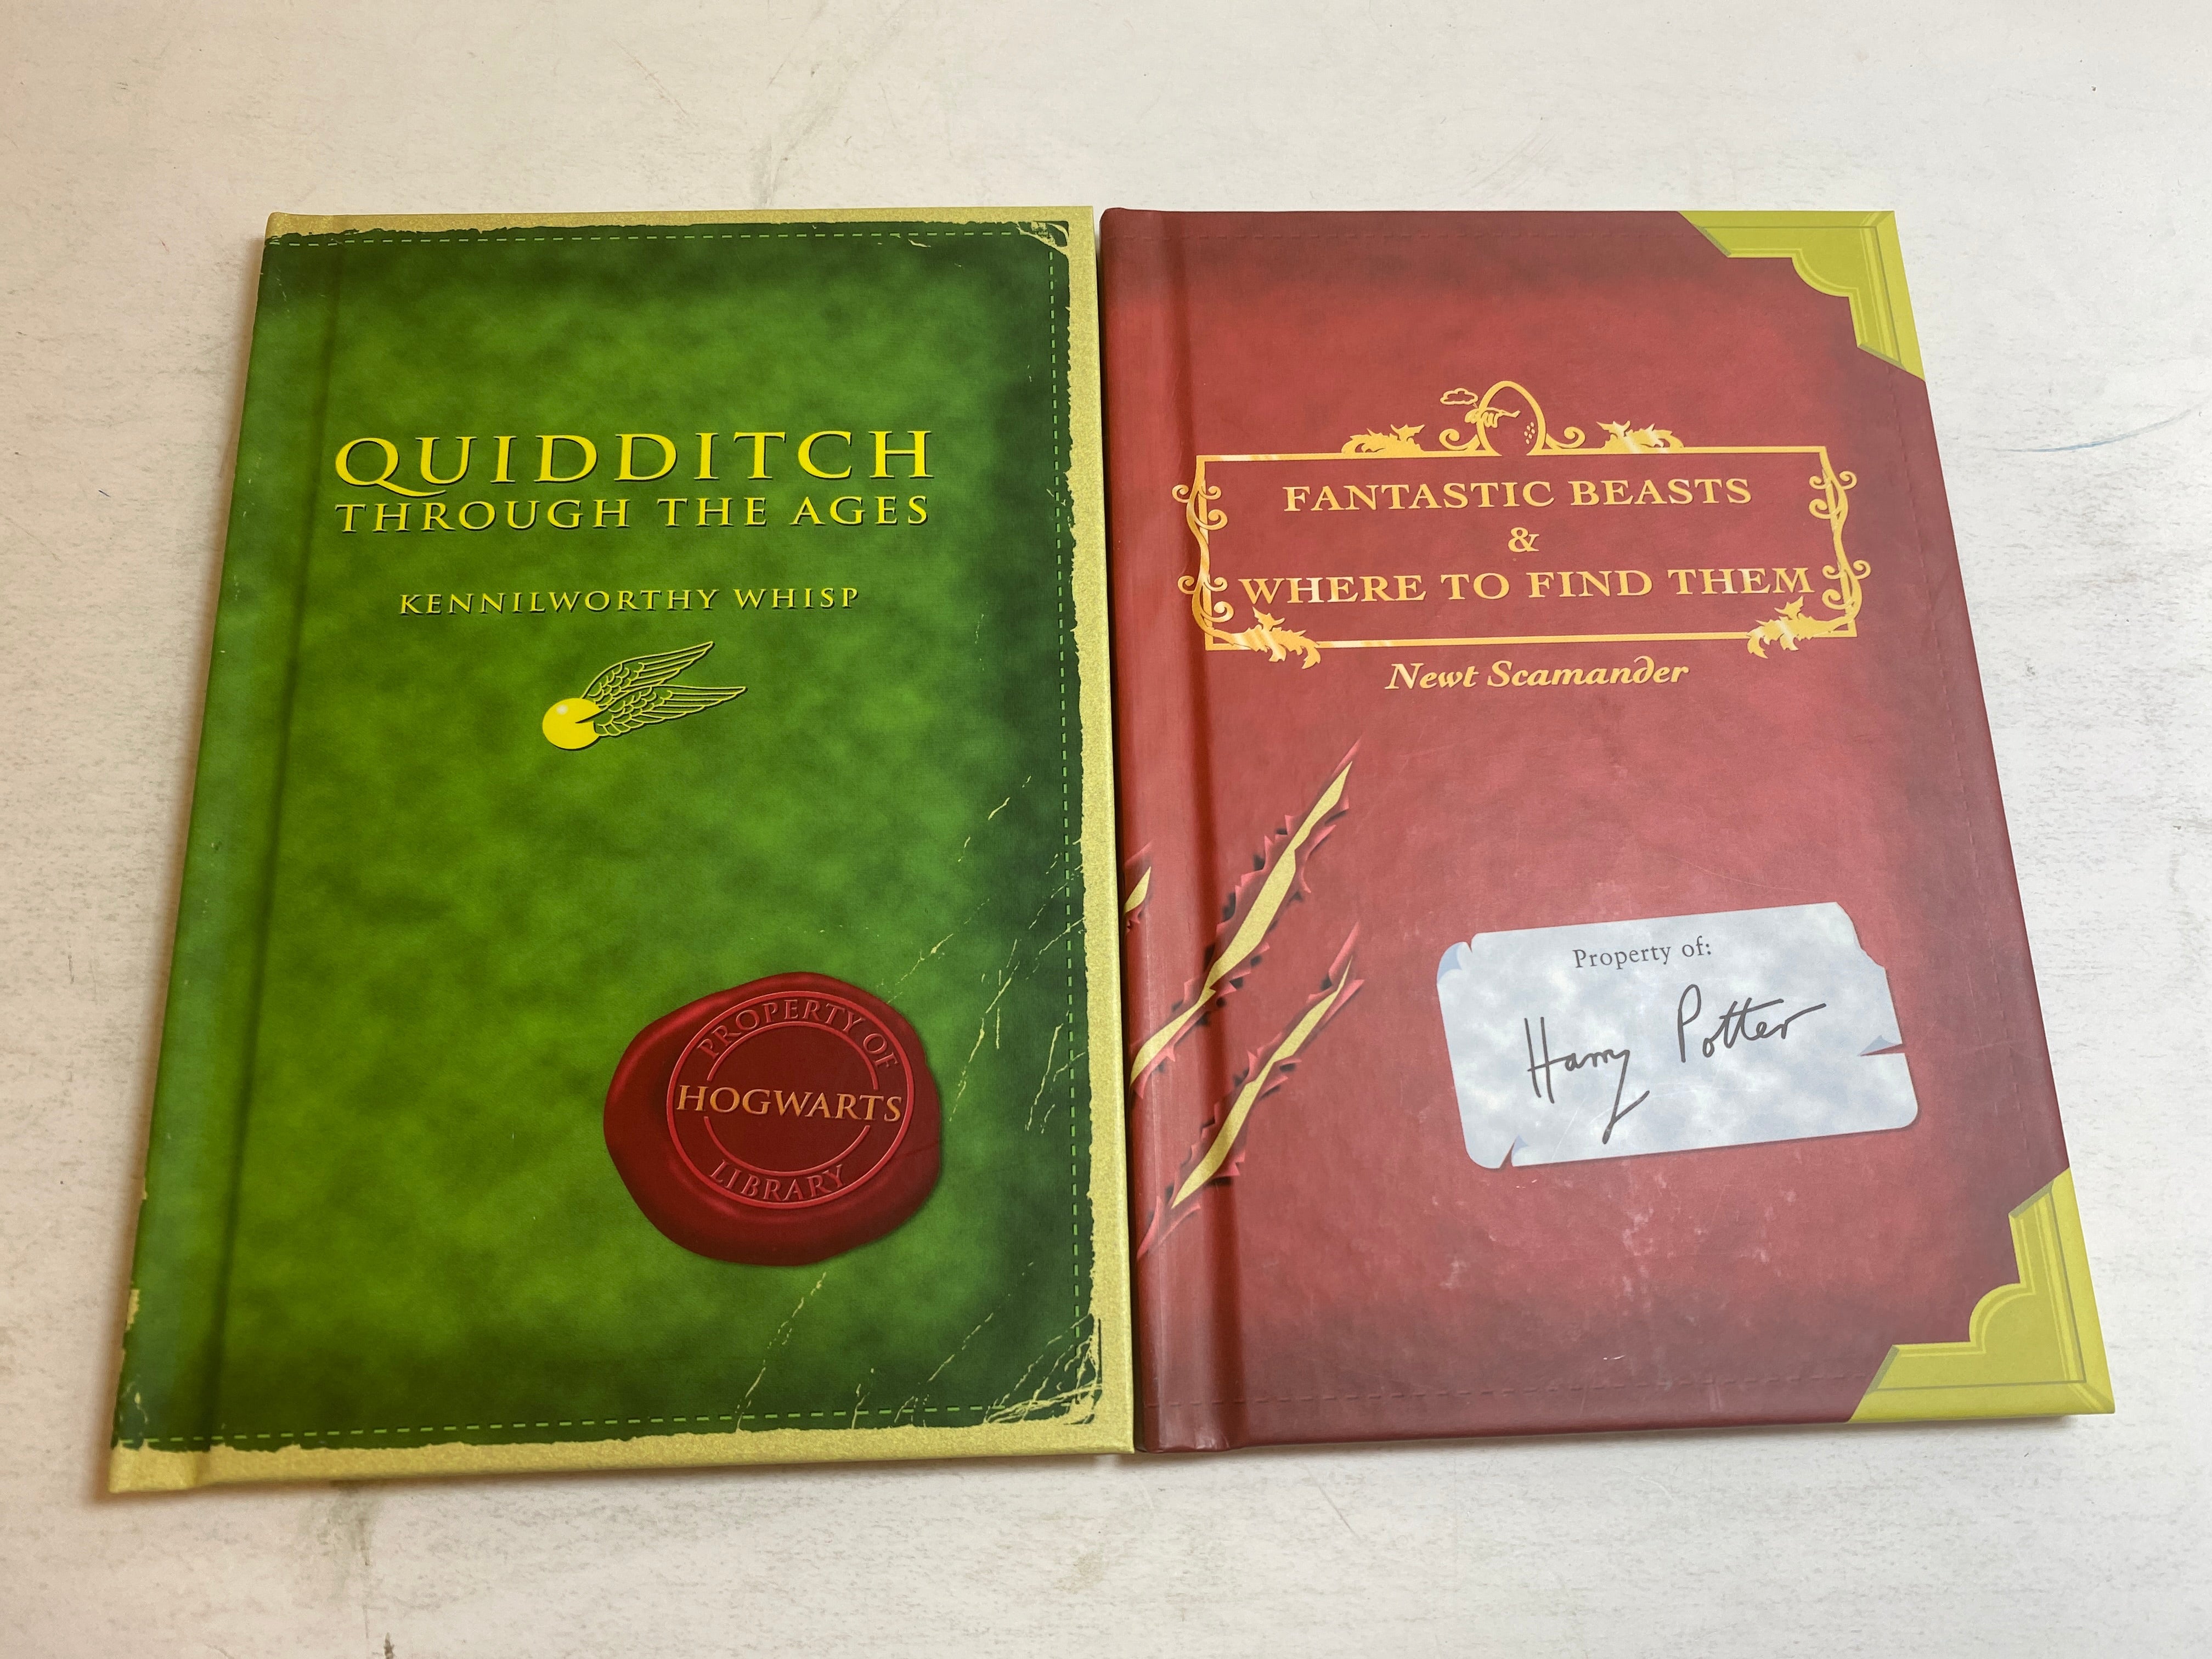 QUIDDITCH
THROUGH THE AGES
KENNILWORTHY WHISP
PROPERTY OF
HOGWARTS
LIBRARY
FANTASTIC BEASTS
&
WHERE TO FIND THEM
Newt Scamander
Property of:
Harry Potter